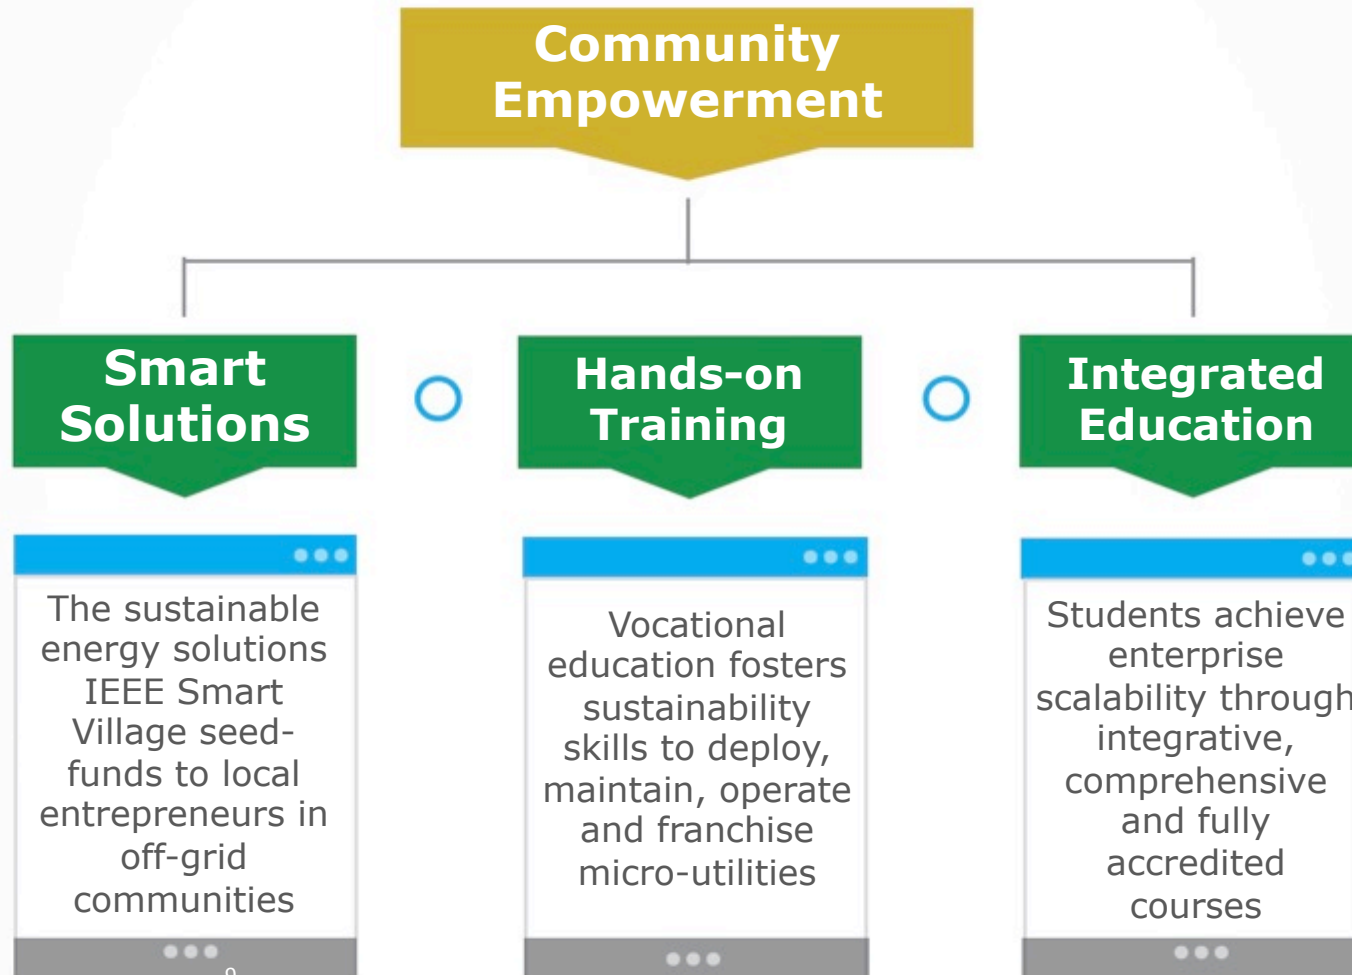 Community
Empowerment
Smart
Solutions
Hands-on
Training
Integrated
Education
The sustainable
energy solutions
IEEE Smart
Village seed-
funds to local
entrepreneurs in
off-grid
communities
Vocational
education fosters
sustainability
skills to deploy,
maintain, operate
and franchise
micro-utilities
Students achieve
enterprise
scalability through
integrative,
comprehensive
and fully
accredited
courses